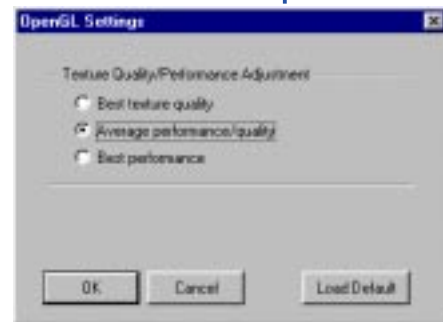 OpenGL Settings
Texture Quality/Performance Adjustment
Best texture quality
Average performance/quality
Best performance
OK Cancel Load Default